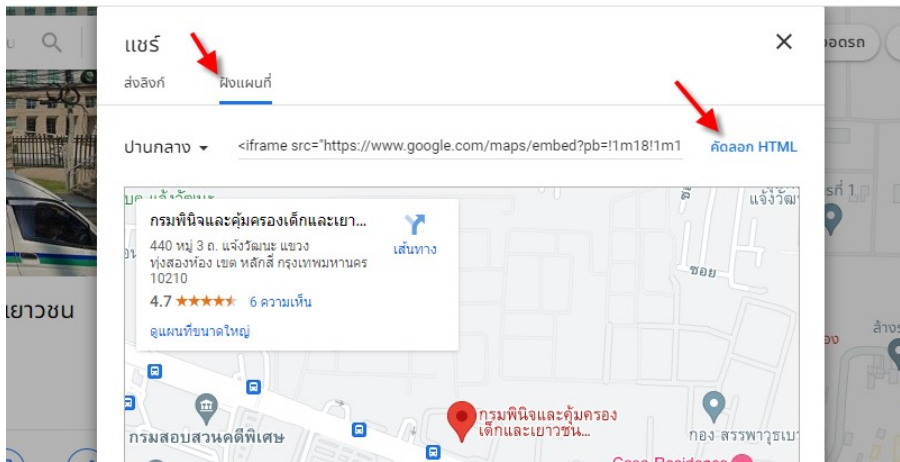 แชร์
ส่งลิงก์ ฝังแผนที่
ปานกลาง <iframe src="https://www.google.com/maps/embed?pb=!1m18!1m1 คัดลอก HTML
กรมพินิจและคุ้มครองเด็กและเยา...
440 หมู่ 3 ถ. แจ้งวัฒนะ แขวง
ทุ่งสองห้อง เขต หลักสี่ กรุงเทพมหานคร
10210
เส้นทาง
4.7 6 ความเห็น
ดูแผนที่ขนาดใหญ่
แจ้งวัฒ
ซอย
กรมพินิจและคุ้มครอง
เด็กและเยาวชน...
กรมสอบสวนคดีพิเศษ
กอง สรรพาวุธเบา
Casa Residence
เยาวชน
อดรถ
ที่ 1
ล้างร